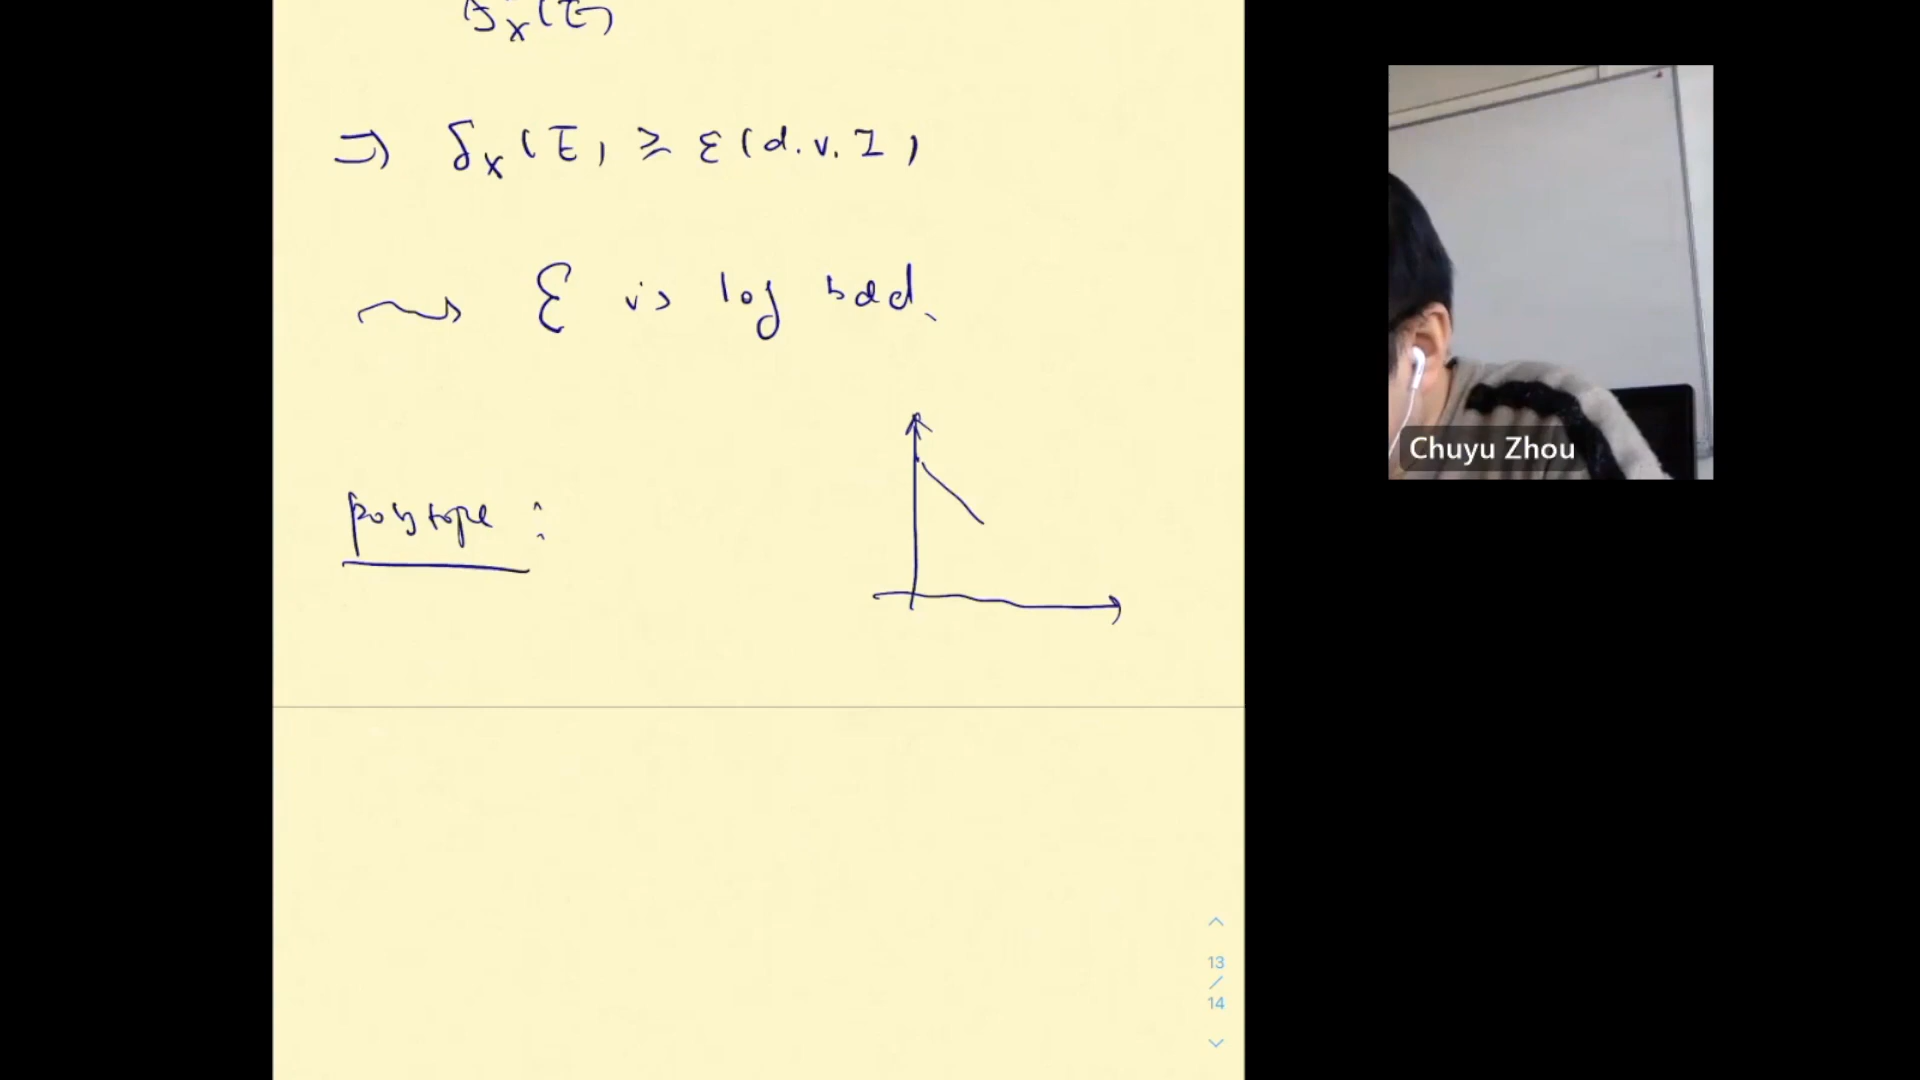 δ_X(E)
⇒ δ_X(E) ≥ ε(d.v.I)
⇝ ℰ is log bdd.
polytope :
Chuyu Zhou
13
/
14